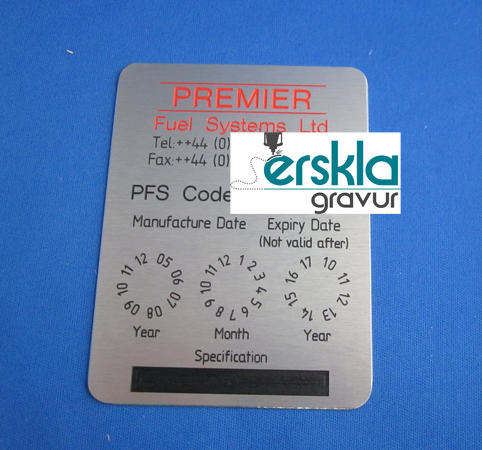 PREMIER
Fuel Systems Ltd
Tel:++44 (0)
Fax:++44 (0)
erskla
gravur
PFS Code
Manufacture Date
Expiry Date
(Not valid after)
12 05 06 07 08 09 10 11
12 1 2 3 4 5 6 7 8 9 10 11
10 11 12 13 14 15 16 17
Year
Month
Year
Specification